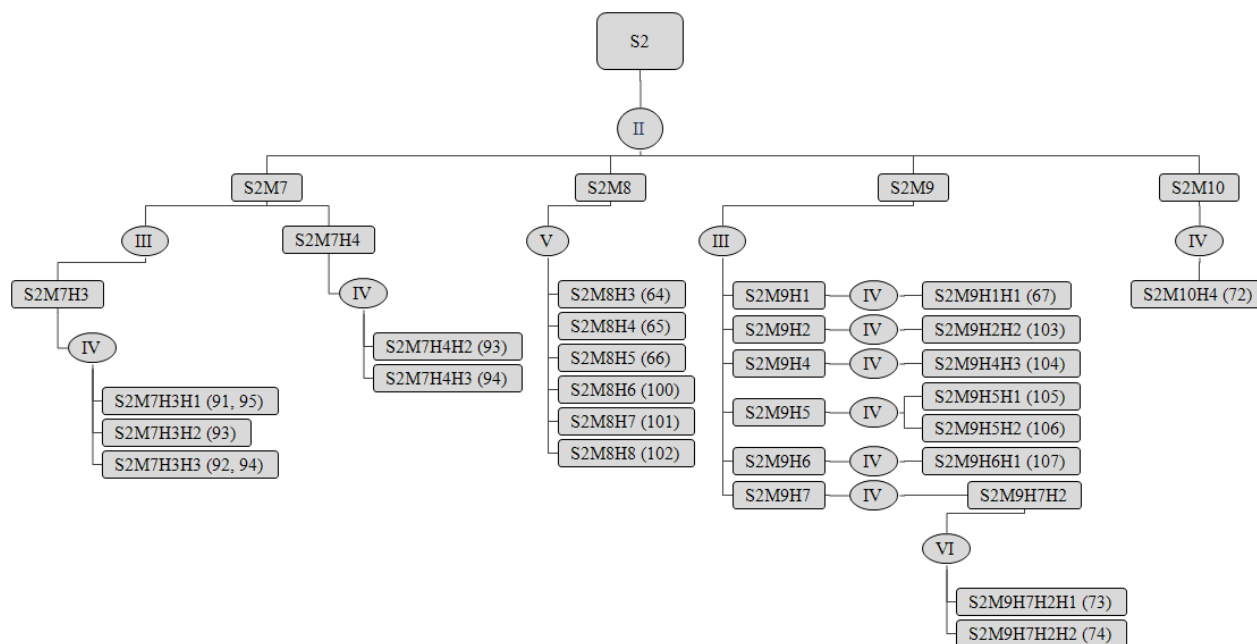 S2
II
S2M7
S2M8
S2M9
S2M10
III
S2M7H4
V
III
IV
S2M7H3
IV
S2M8H3 (64)
S2M9H1
IV
S2M9H1H1 (67)
S2M10H4 (72)
S2M8H4 (65)
S2M9H2
IV
S2M9H2H2 (103)
IV
S2M7H4H2 (93)
S2M8H5 (66)
S2M9H4
IV
S2M9H4H3 (104)
S2M7H4H3 (94)
S2M8H6 (100)
S2M9H5H1 (105)
S2M7H3H1 (91, 95)
S2M9H5
IV
S2M8H7 (101)
S2M9H5H2 (106)
S2M7H3H2 (93)
S2M8H8 (102)
S2M7H3H3 (92, 94)
S2M9H6
IV
S2M9H6H1 (107)
S2M9H7
IV
S2M9H7H2
VI
S2M9H7H2H1 (73)
S2M9H7H2H2 (74)